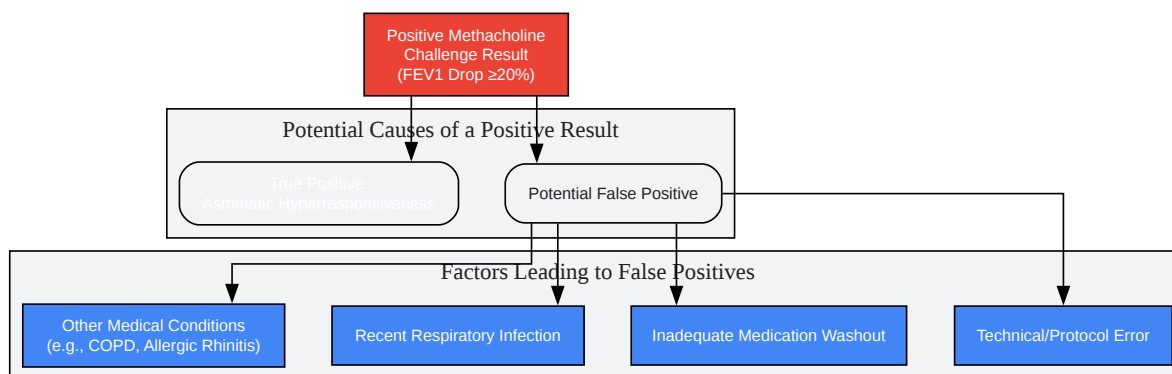 Positive Methacholine
Challenge Result
(FEV1 Drop ≥20%)
Potential Causes of a Positive Result
True Positive:
Asthmatic Hyperresponsiveness
Potential False Positive
Factors Leading to False Positives
Other Medical Conditions
(e.g., COPD, Allergic Rhinitis)
Recent Respiratory Infection
Inadequate Medication Washout
Technical/Protocol Error